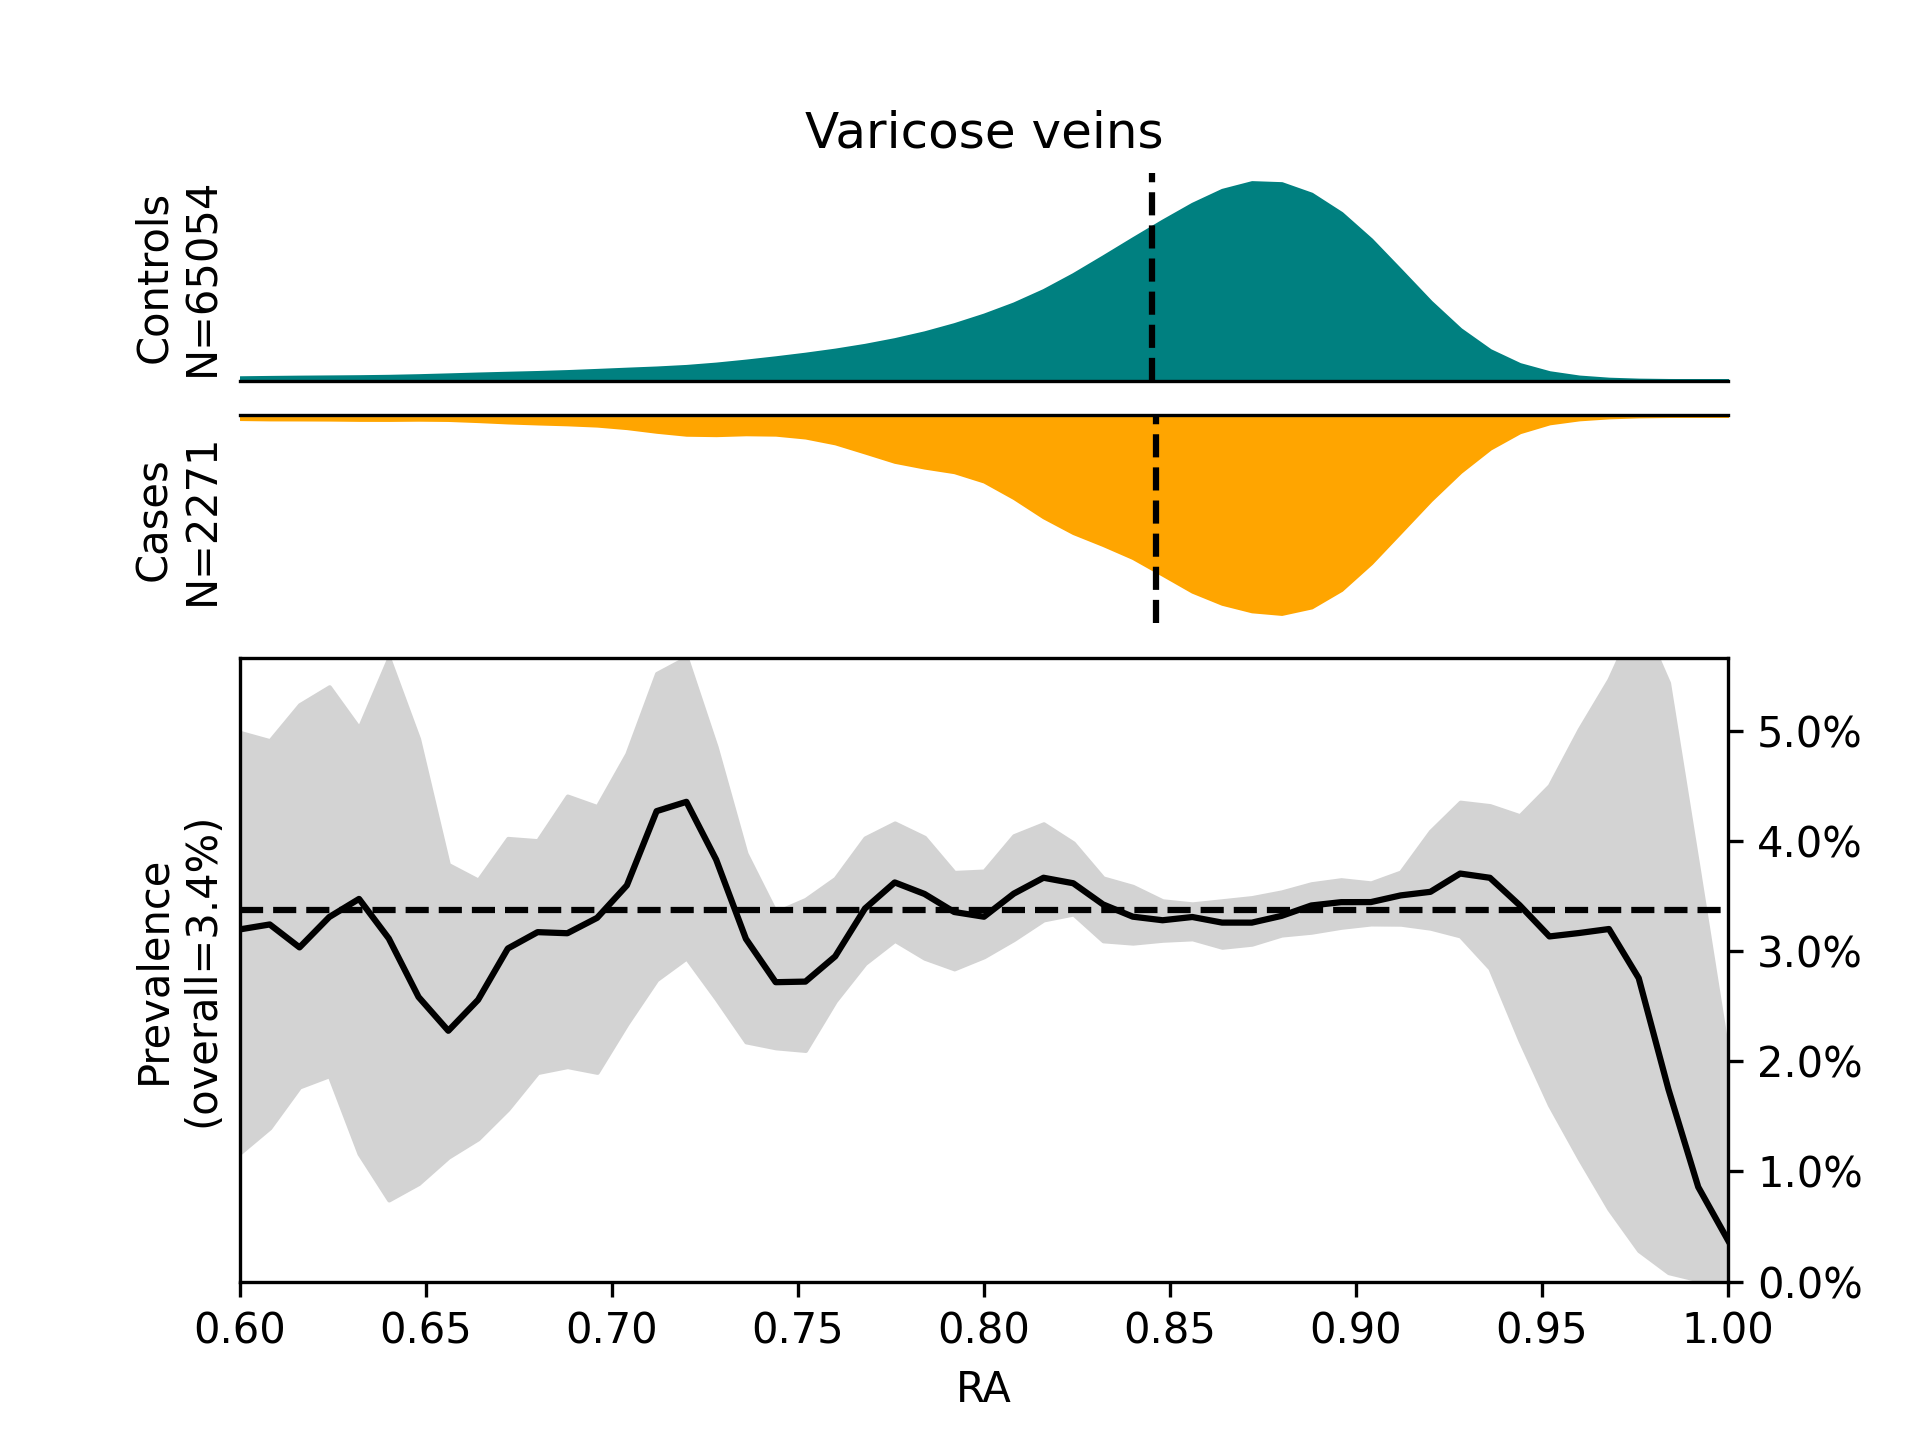 Varicose veins
Controls
N=65054
Cases
N=2271
Prevalence
(overall=3.4%)
5.0%
4.0%
3.0%
2.0%
1.0%
0.0%
0.60 0.65 0.70 0.75 0.80 0.85 0.90 0.95 1.00
RA